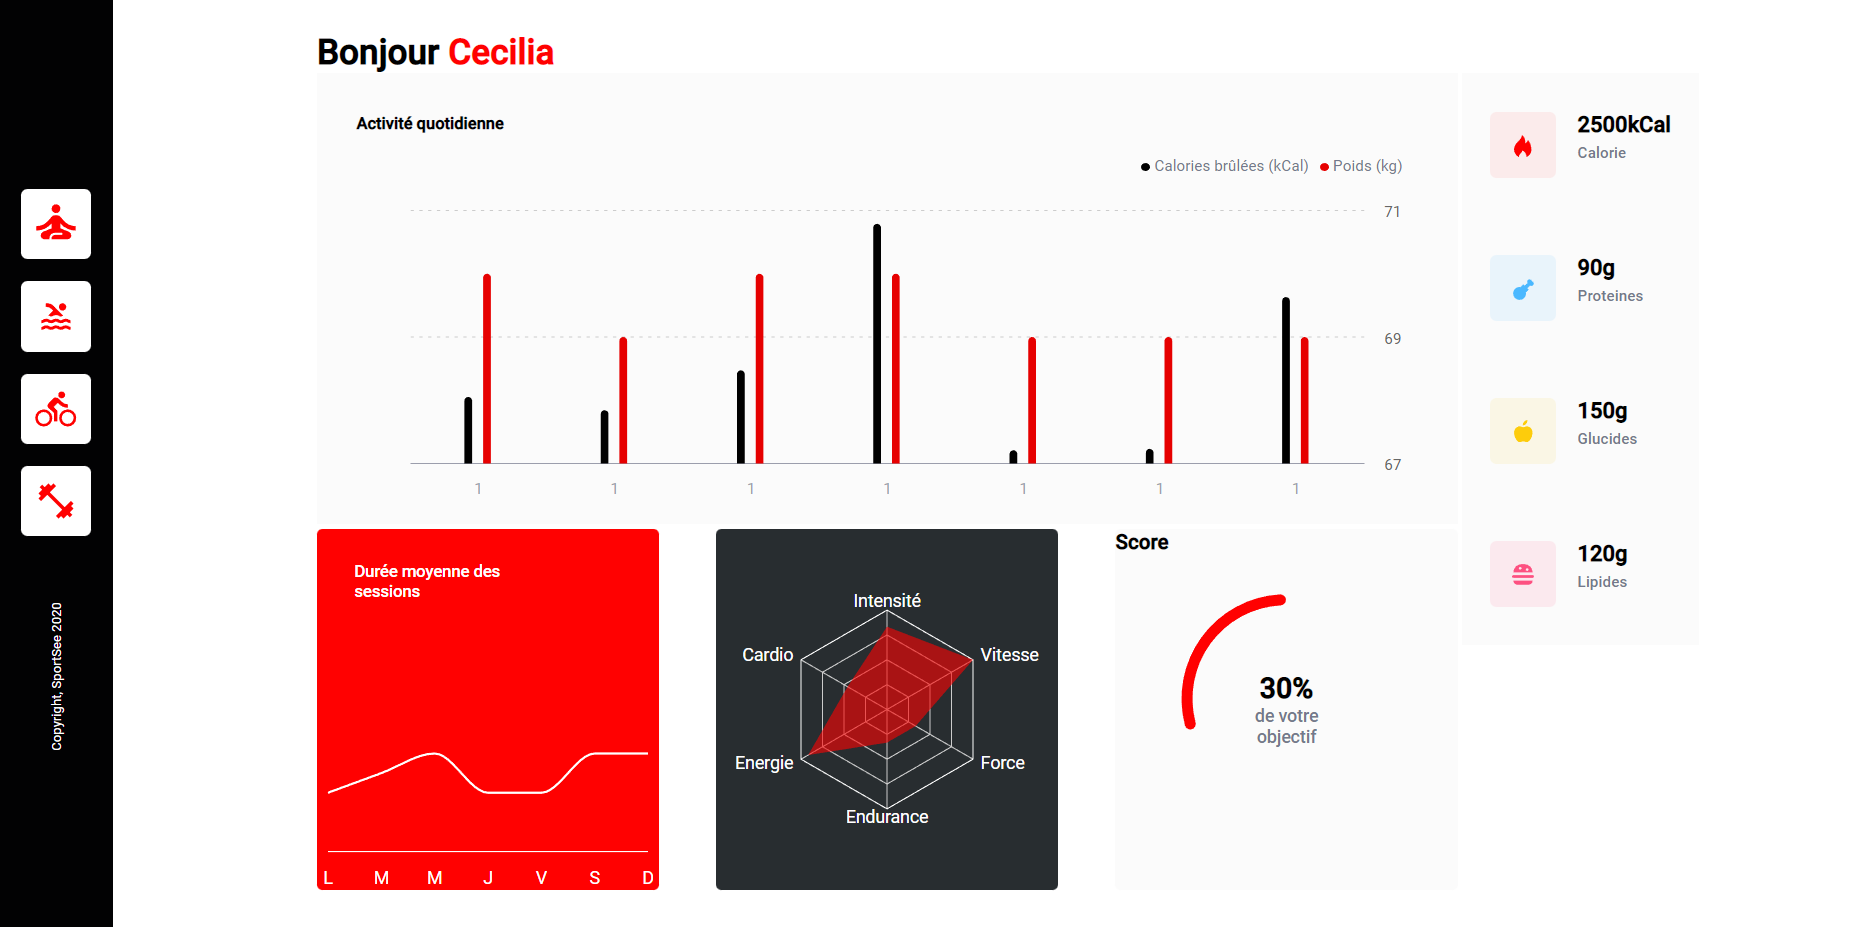 Bonjour Cecilia
Activité quotidienne
Calories brûlées (kCal) Poids (kg)
71
69
67
1 1 1 1 1 1 1
2500kCal
Calorie
90g
Proteines
150g
Glucides
120g
Lipides
Durée moyenne des
sessions
L M M J V S D
Intensité
Cardio Vitesse
Energie Force
Endurance
Score
30%
de votre
objectif
Copyright, SportSee 2020